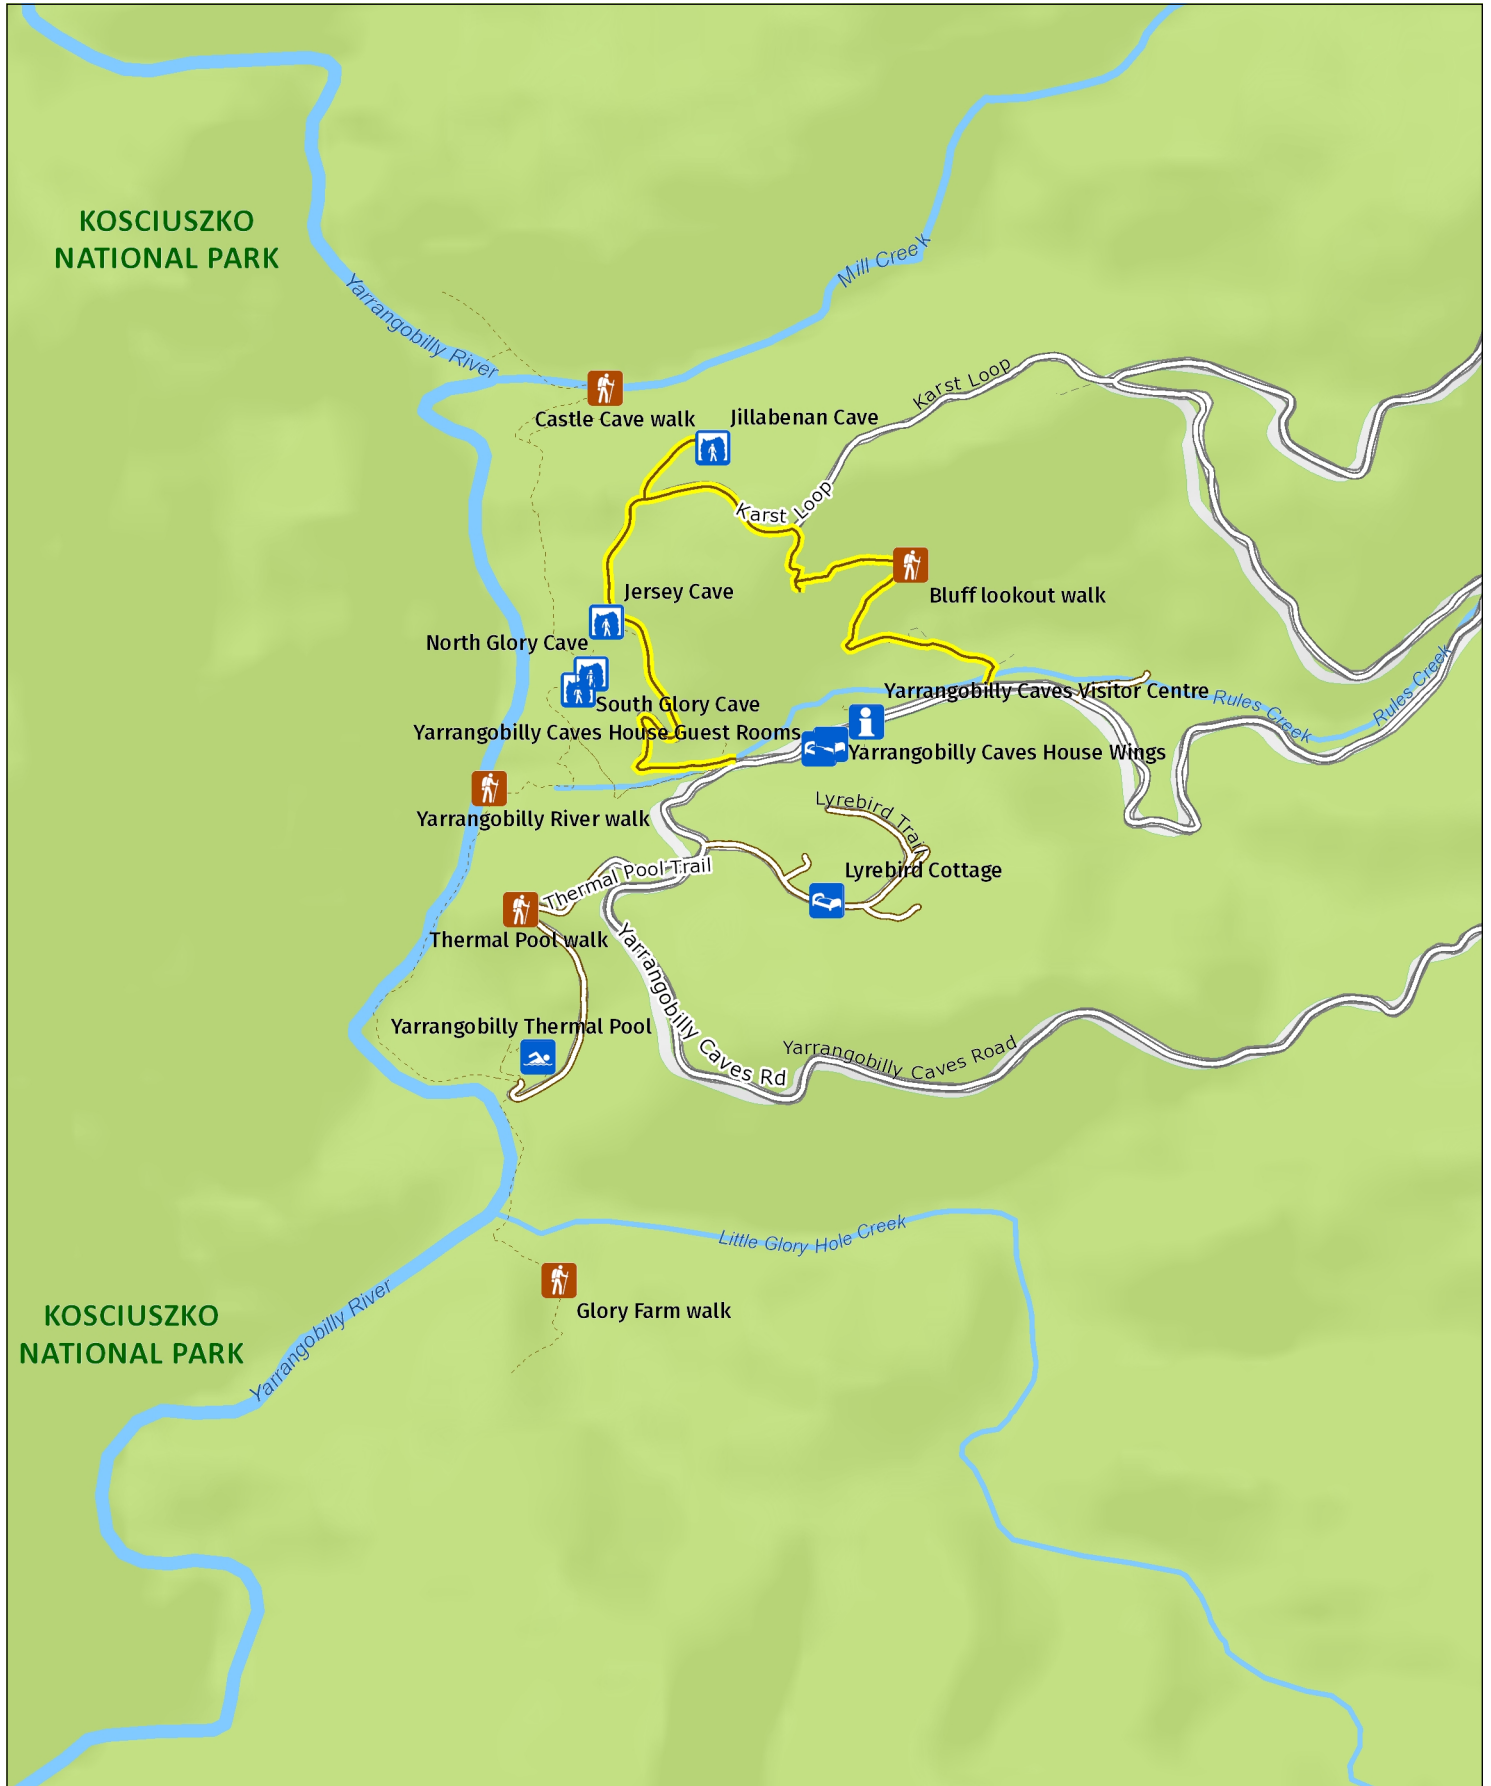 KOSCIUSZKO
NATIONAL PARK
Mill Creek
Yarrangobilly River
Karst Loop
Castle Cave walk
Jillabenan Cave
Karst Loop
Jersey Cave
Bluff lookout walk
North Glory Cave
South Glory Cave
Yarrangobilly Caves Visitor Centre
Rules Creek
Rules Creek
Yarrangobilly Caves House Guest Rooms
Yarrangobilly Caves House Wings
Yarrangobilly River walk
Lyrebird Trail
Thermal Pool Trail
Lyrebird Cottage
Thermal Pool walk
Yarrangobilly Caves Rd
Yarrangobilly Thermal Pool
Yarrangobilly Caves Road
Little Glory Hole Creek
Glory Farm walk
KOSCIUSZKO
NATIONAL PARK
Yarrangobilly River